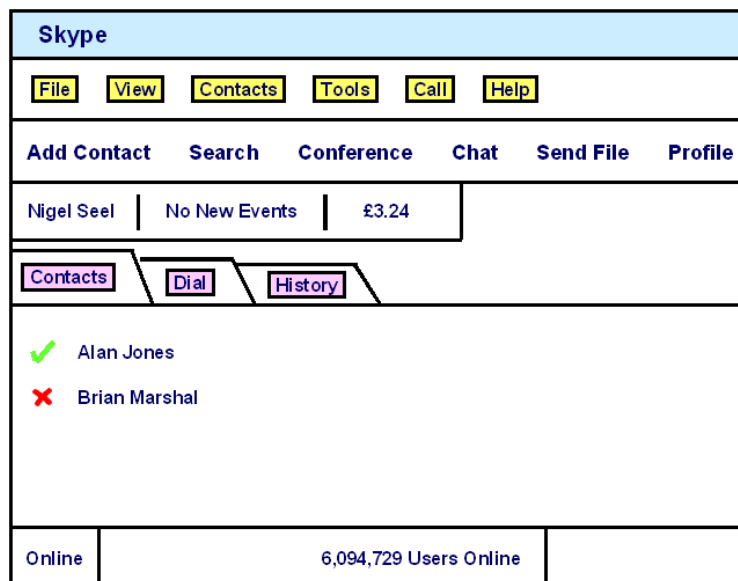 Skype
File View Contacts Tools Call Help
Add Contact Search Conference Chat Send File Profile
Nigel Seel No New Events £3.24
Contacts Dial History
Alan Jones
Brian Marshal
Online 6,094,729 Users Online